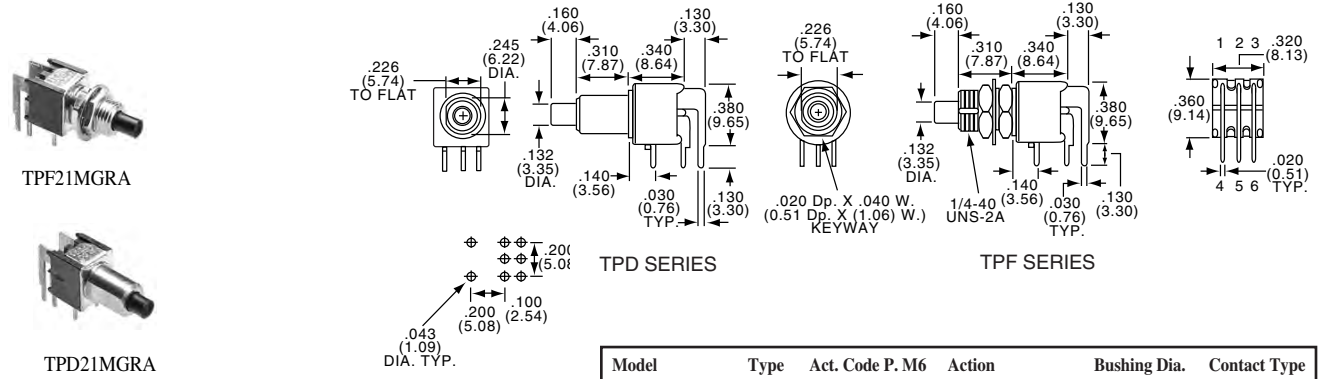 TPF21MGRA
TPD21MGRA
.226
(5.74)
TO FLAT
.245
(6.22)
DIA.
.160
(4.06)
.310
(7.87)
.340
(8.64)
.130
(3.30)
.380
(9.65)
.132
(3.35)
DIA.
.140
(3.56)
.030
(0.76)
TYP.
.130
(3.30)
TPD SERIES
.226
(5.74)
TO FLAT
.020 Dp. X .040 W.
(0.51 Dp. X (1.06) W.)
KEYWAY
.160
(4.06)
.310
(7.87)
.340
(8.64)
.130
(3.30)
.380
(9.65)
.132
(3.35)
DIA.
1/4-40
UNS-2A
.140
(3.56)
.030
(0.76)
TYP.
.130
(3.30)
TPF SERIES
1 2 3
.320
(8.13)
.360
(9.14)
.020
(0.51)
TYP.
4 5 6
.200
(5.08
.200
(5.08)
.100
(2.54)
.043
(1.09)
DIA. TYP.
Model Type Act. Code P. M6 Action Bushing Dia. Contact Type